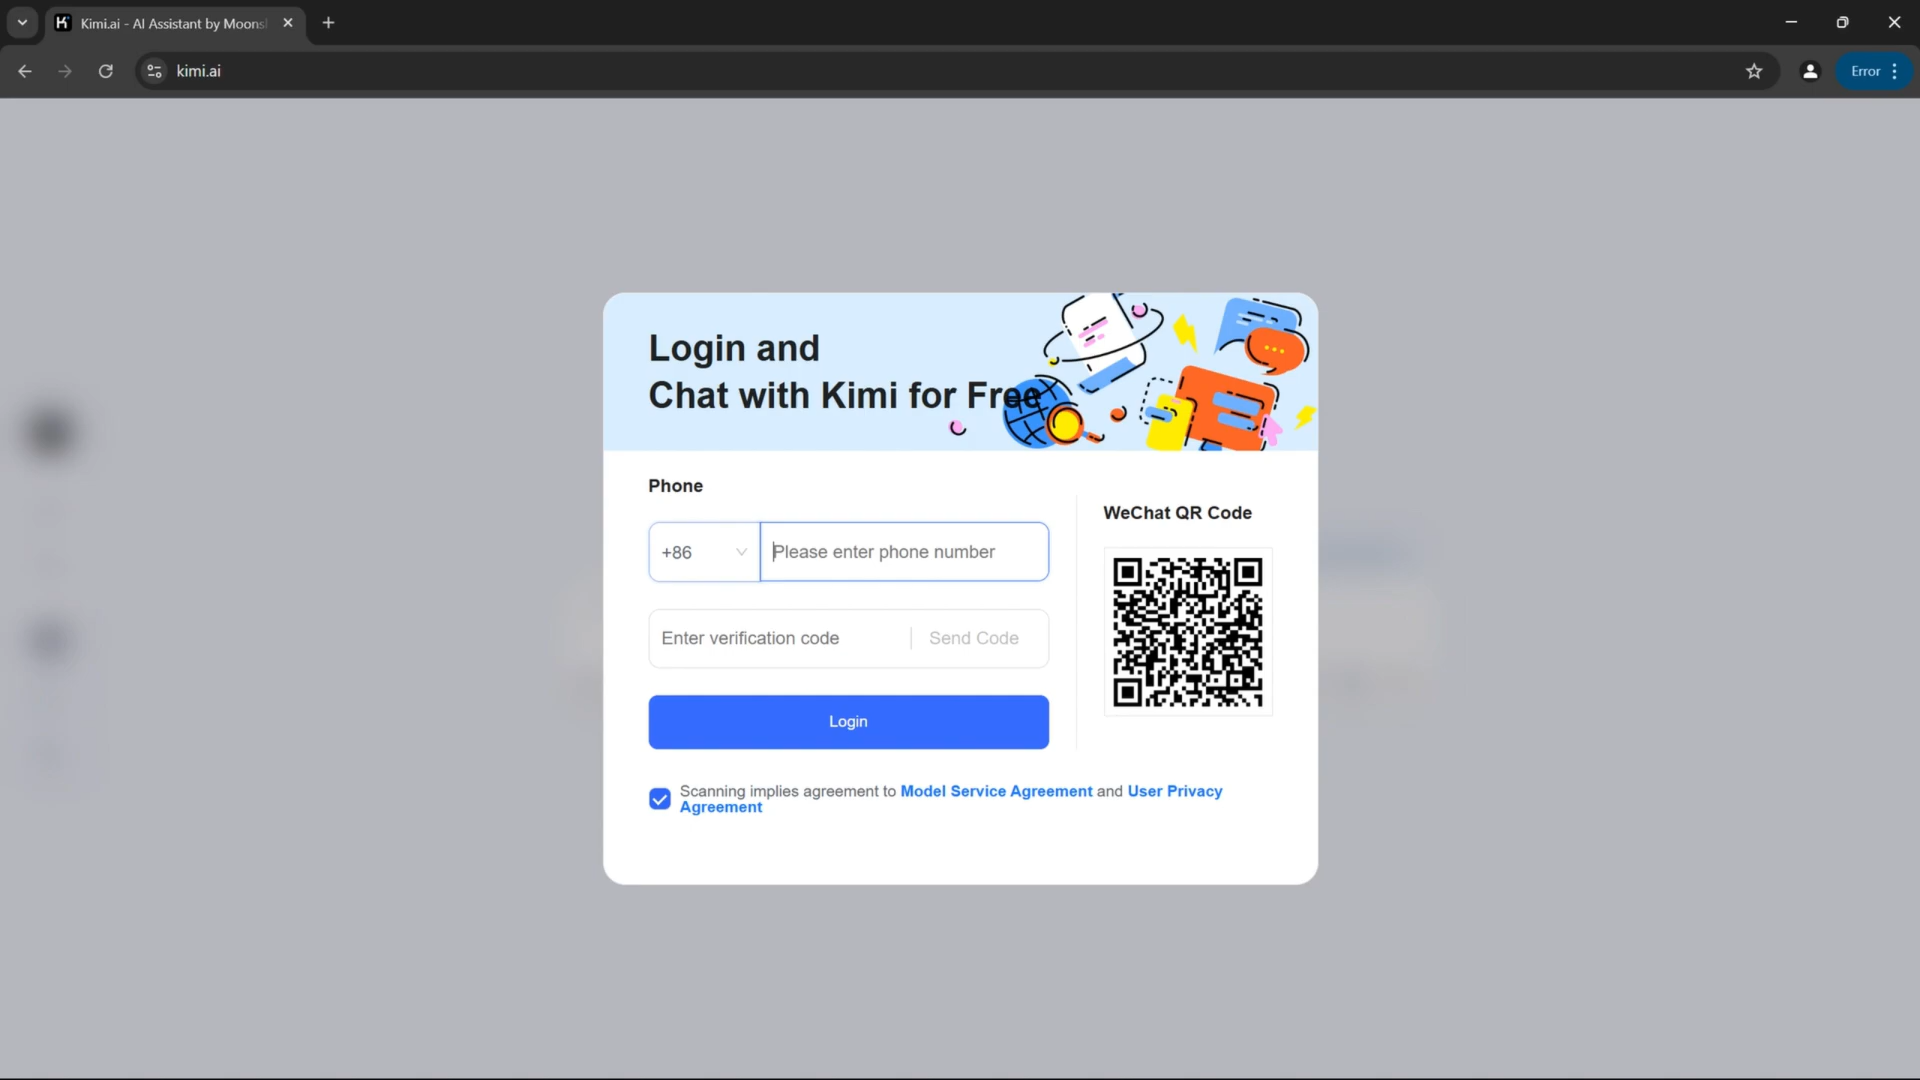 Kimi.ai - AI Assistant by Moons
kimi.ai
Error
Login and
Chat with Kimi for Free
Phone
+86
Please enter phone number
Enter verification code
Send Code
Login
WeChat QR Code
Scanning implies agreement to Model Service Agreement and User Privacy
Agreement